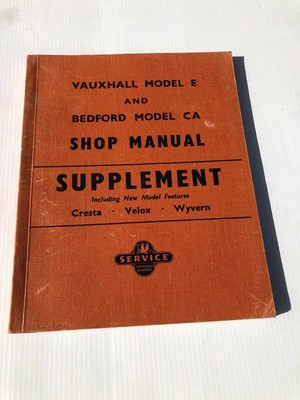 VAUXHALL MODEL E
AND
BEDFORD MODEL CA
SHOP MANUAL
SUPPLEMENT
Including New Model Features
Cresta · Velox · Wyvern
SERVICE